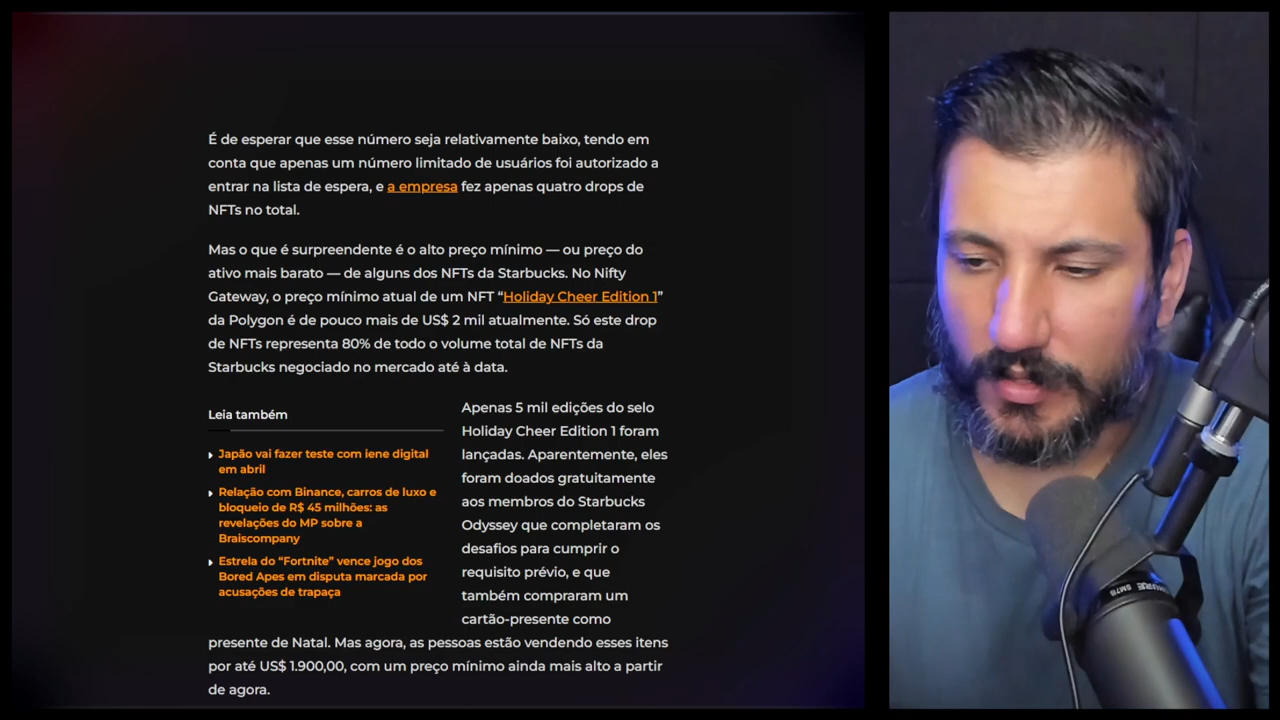 É de esperar que esse número seja relativamente baixo, tendo em
conta que apenas um número limitado de usuários foi autorizado a
entrar na lista de espera, e a empresa fez apenas quatro drops de
NFTs no total.
Mas o que é surpreendente é o alto preço mínimo — ou preço do
ativo mais barato — de alguns dos NFTs da Starbucks. No Nifty
Gateway, o preço mínimo atual de um NFT “Holiday Cheer Edition 1”
da Polygon é de pouco mais de US$ 2 mil atualmente. Só este drop
de NFTs representa 80% de todo o volume total de NFTs da
Starbucks negociado no mercado até à data.
Leia também
Japão vai fazer teste com iene digital
em abril
Relação com Binance, carros de luxo e
bloqueio de R$ 45 milhões: as
revelações do MP sobre a
Braiscompany
Estrela do “Fortnite” vence jogo dos
Bored Apes em disputa marcada por
acusações de trapaça
Apenas 5 mil edições do selo
Holiday Cheer Edition 1 foram
lançadas. Aparentemente, eles
foram doados gratuitamente
aos membros do Starbucks
Odyssey que completaram os
desafios para cumprir o
requisito prévio, e que
também compraram um
cartão-presente como
presente de Natal. Mas agora, as pessoas estão vendendo esses itens
por até US$ 1.900,00, com um preço mínimo ainda mais alto a partir
de agora.
SHURE SM7B